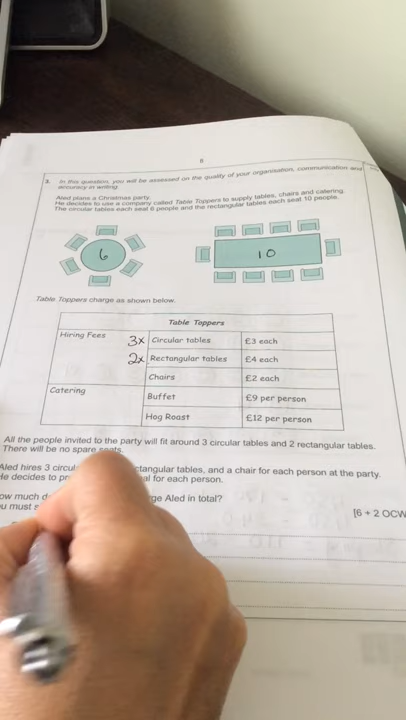 8
3. In this question, you will be assessed on the quality of your organisation, communication and
accuracy in writing.
Aled plans a Christmas party.
He decides to use a company called Table Toppers to supply tables, chairs and catering.
The circular tables each seat 6 people and the rectangular tables each seat 10 people.
6
10
Table Toppers charge as shown below.
Table Toppers
Hiring Fees
3x Circular tables £3 each
2x Rectangular tables £4 each
Chairs £2 each
Catering
Buffet £9 per person
Hog Roast £12 per person
All the people invited to the party will fit around 3 circular tables and 2 rectangular tables.
There will be no spare seats.
Aled hires 3 ctangular tables, and a chair for each person at the party.
He decides to for each person.
ow much ge Aled in total?
u must
[6 + 2 OCW